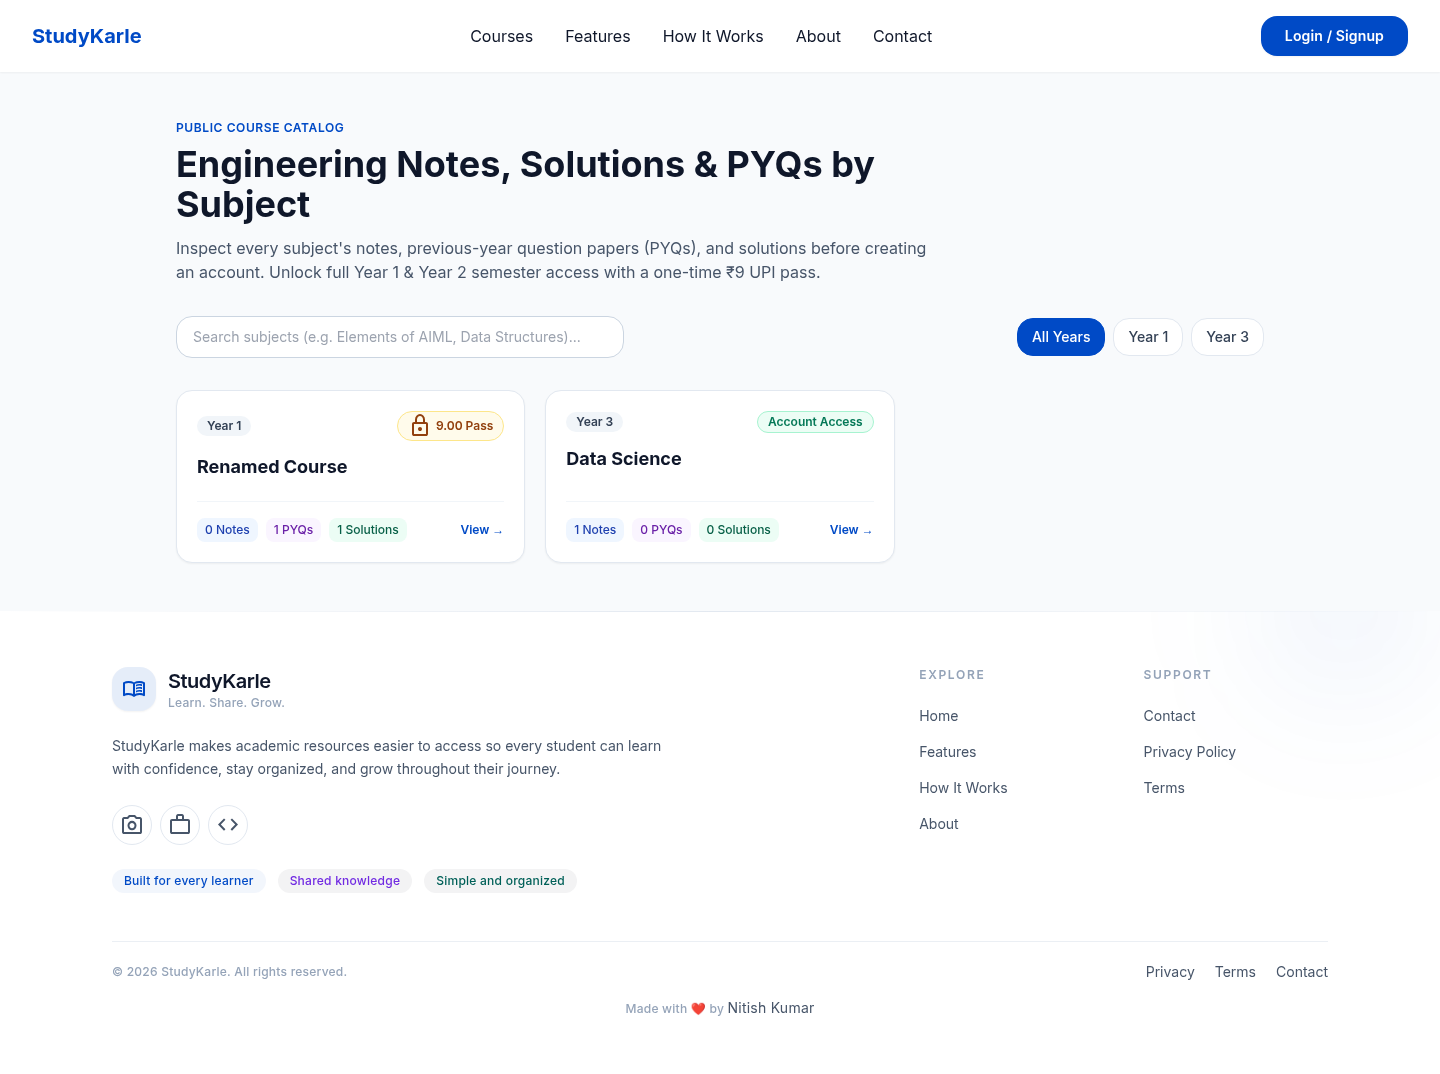 StudyKarle
Courses
Features
How It Works
About
Contact
Login / Signup
PUBLIC COURSE CATALOG
Engineering Notes, Solutions & PYQs by
Subject
Inspect every subject's notes, previous-year question papers (PYQs), and solutions before creating
an account. Unlock full Year 1 & Year 2 semester access with a one-time ₹9 UPI pass.
Search subjects (e.g. Elements of AIML, Data Structures)...
All Years
Year 1
Year 3
Year 1
9.00 Pass
Renamed Course
0 Notes
1 PYQs
1 Solutions
View →
Year 3
Account Access
Data Science
1 Notes
0 PYQs
0 Solutions
View →
StudyKarle
Learn. Share. Grow.
StudyKarle makes academic resources easier to access so every student can learn
with confidence, stay organized, and grow throughout their journey.
Built for every learner
Shared knowledge
Simple and organized
EXPLORE
Home
Features
How It Works
About
SUPPORT
Contact
Privacy Policy
Terms
© 2026 StudyKarle. All rights reserved.
Privacy
Terms
Contact
Made with ❤️ by Nitish Kumar